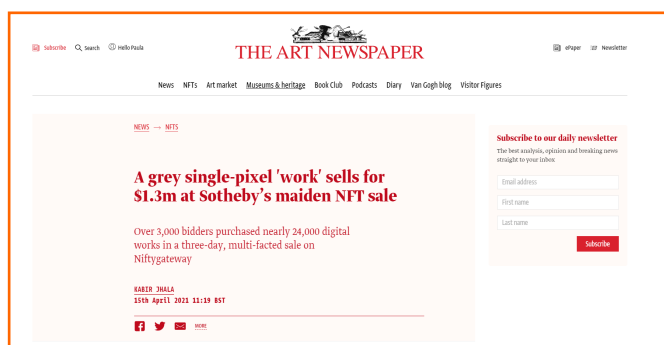 Subscribe Search Hello Paula
THE ART NEWSPAPER
ePaper Newsletter
News NFTs Art market Museums & heritage Book Club Podcasts Diary Van Gogh blog Visitor Figures
NEWS → NFTS
A grey single-pixel 'work' sells for
$1.3m at Sotheby's maiden NFT sale
Over 3,000 bidders purchased nearly 24,000 digital
works in a three-day, multi-facted sale on
Niftygateway
KABIR JHALA
15th April 2021 11:19 BST
MORE
Subscribe to our daily newsletter
The best analysis, opinion and breaking news
straight to your inbox
Email address
First name
Last name
Subscribe